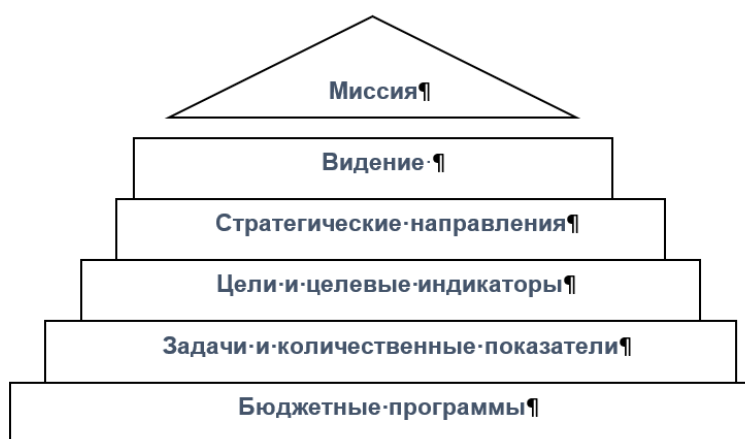 Миссия¶
Видение·¶
Стратегические·направления¶
Цели·и·целевые·индикаторы¶
Задачи·и·количественные·показатели¶
Бюджетные·программы¶